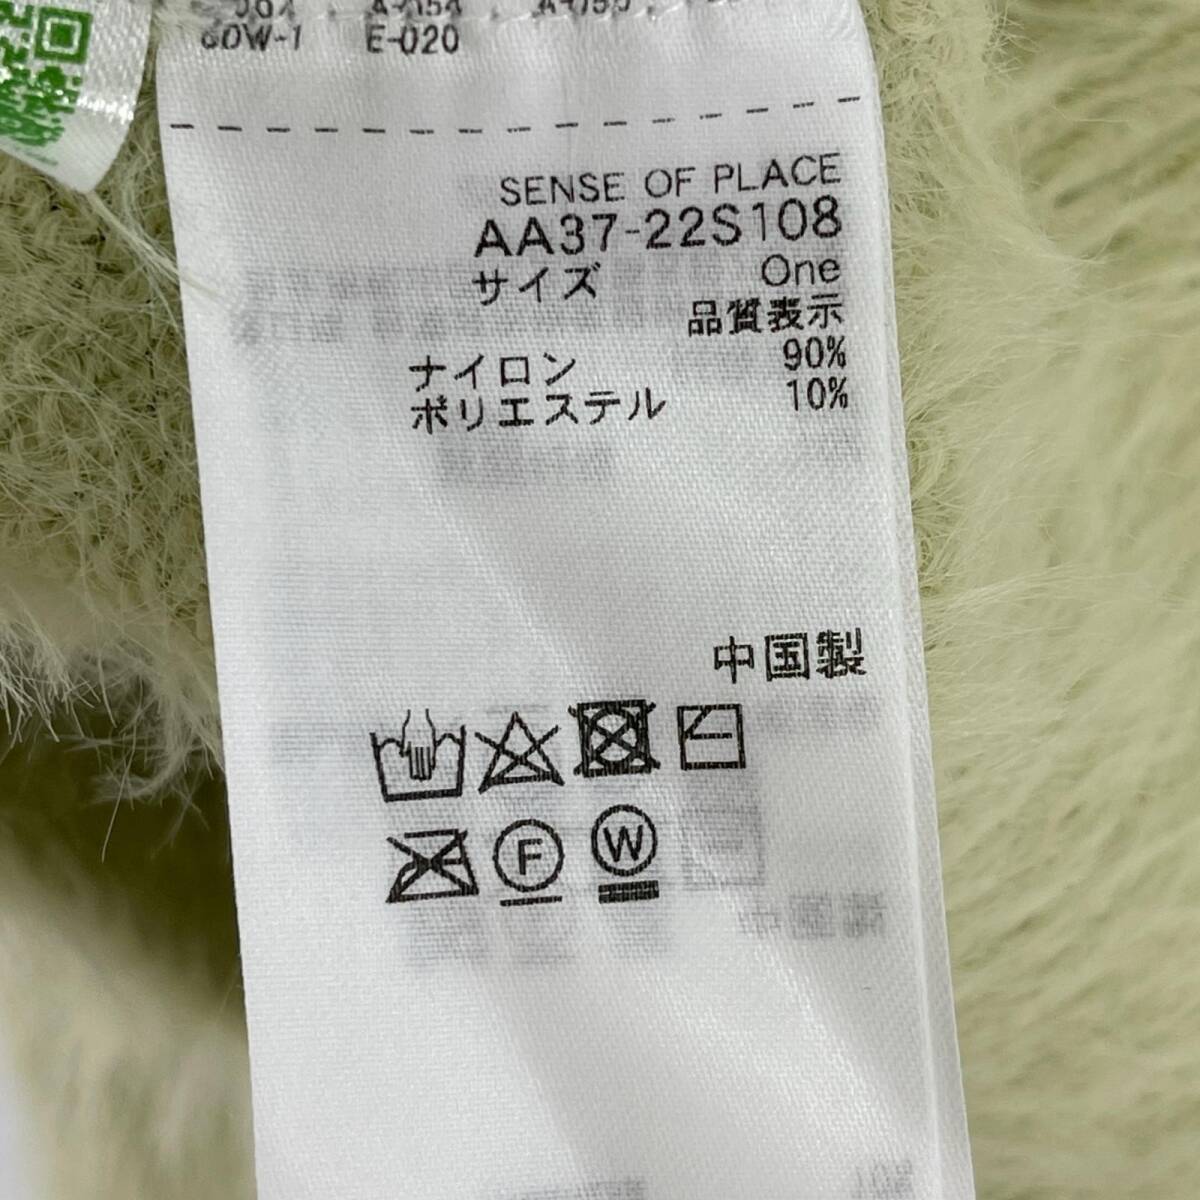 60W-1 E-020
SENSE OF PLACE
AA37-22S108
サイズ One
品質表示
ナイロン 90%
ポリエステル 10%
中国製
F W